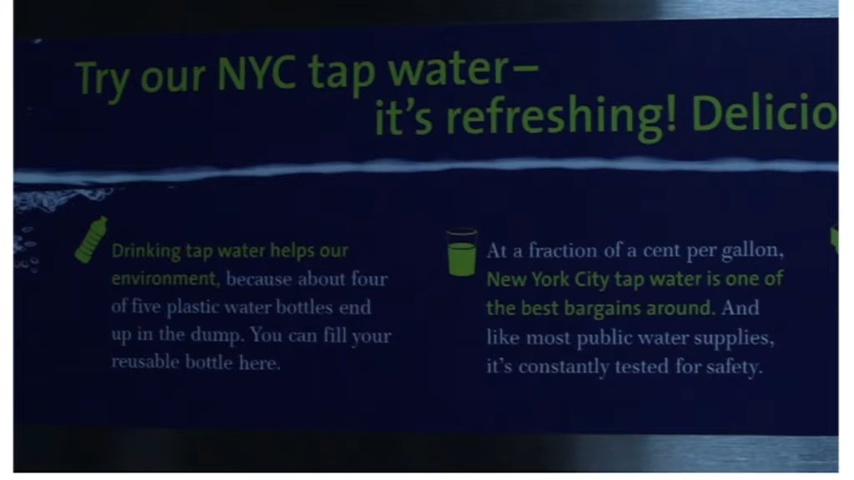 Try our NYC tap water–
it's refreshing! Delicio
Drinking tap water helps our
environment, because about four
of five plastic water bottles end
up in the dump. You can fill your
reusable bottle here.
At a fraction of a cent per gallon,
New York City tap water is one of
the best bargains around. And
like most public water supplies,
it's constantly tested for safety.